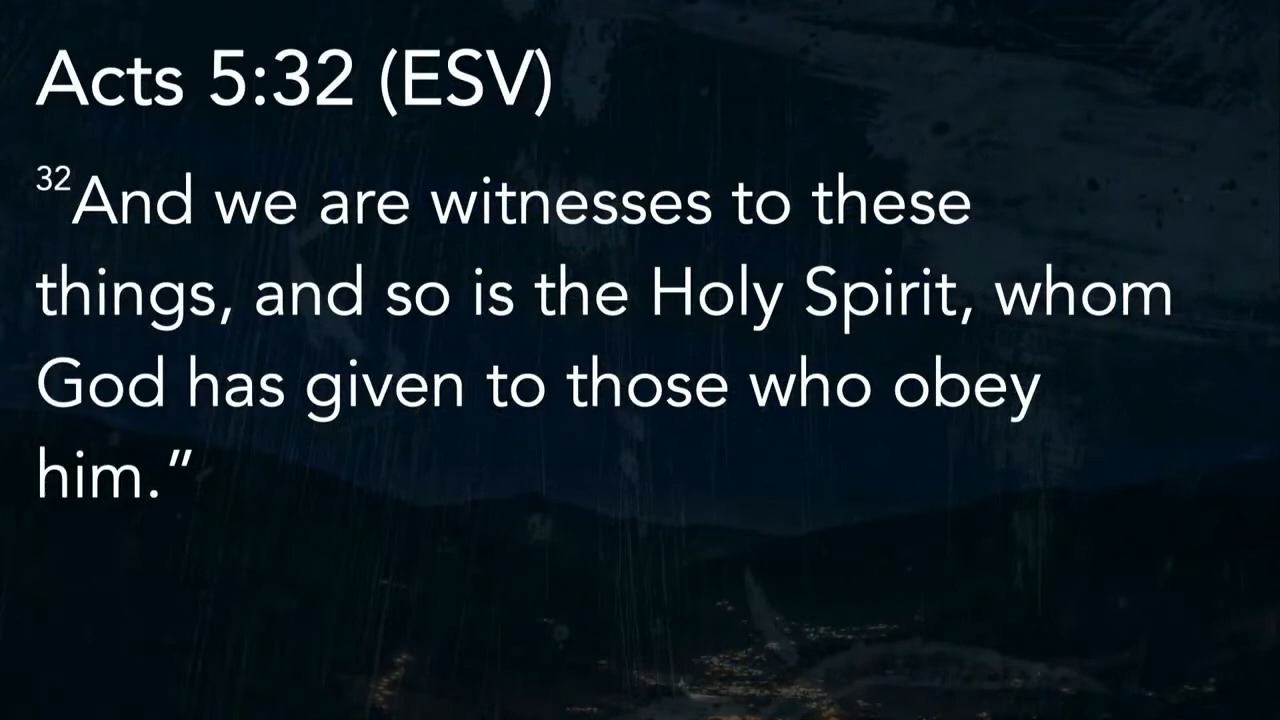 Acts 5:32 (ESV)
32And we are witnesses to these
things, and so is the Holy Spirit, whom
God has given to those who obey
him.”